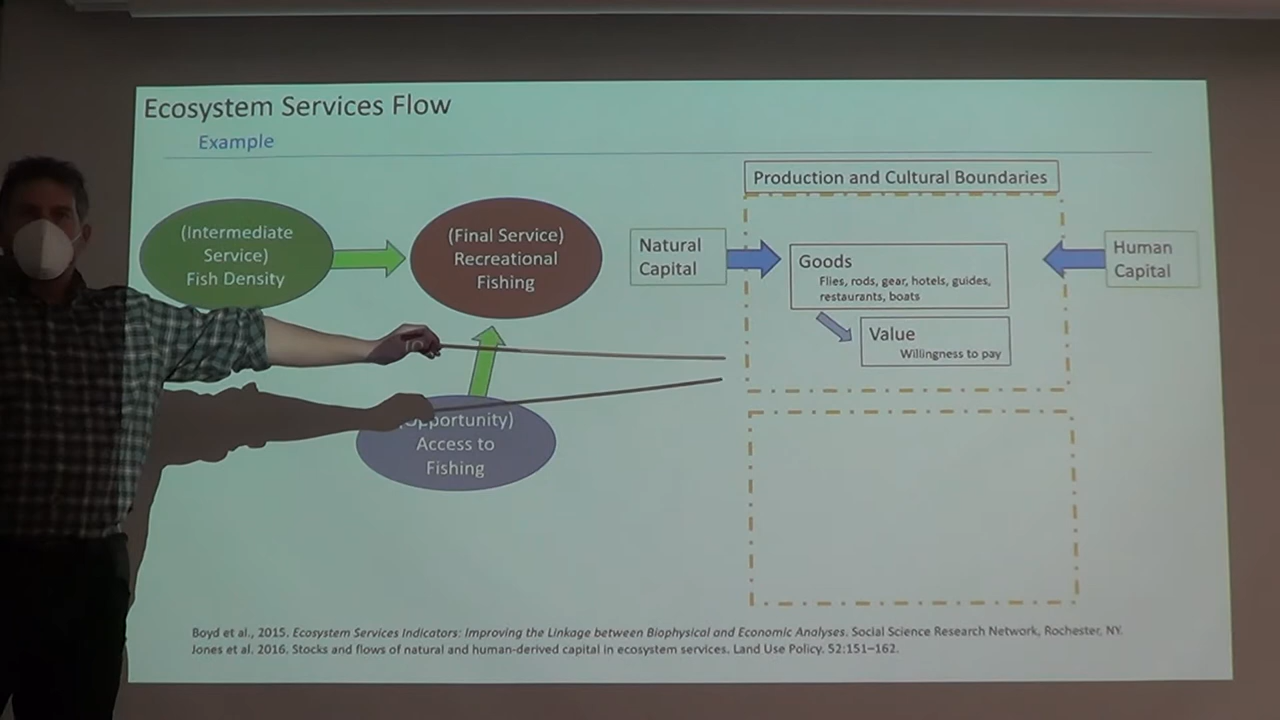 Ecosystem Services Flow
Example
Production and Cultural Boundaries
(Intermediate
Service)
Fish Density
(Final Service)
Recreational
Fishing
Natural
Capital
Goods
Flies, rods, gear, hotels, guides,
restaurants, boats
Human
Capital
Value
Willingness to pay
(Opportunity)
Access to
Fishing
Boyd et al., 2015. Ecosystem Services Indicators: Improving the Linkage between Biophysical and Economic Analyses. Social Science Research Network, Rochester, NY.
Jones et al. 2016. Stocks and flows of natural and human-derived capital in ecosystem services. Land Use Policy. 52:151–162.